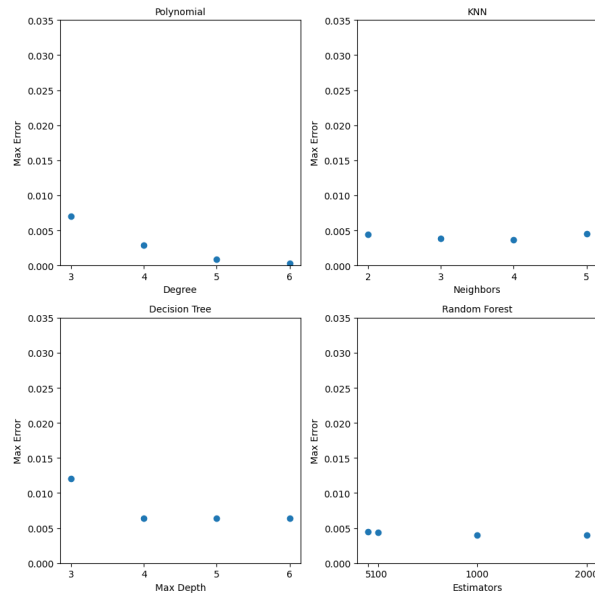 Polynomial
0.035
0.030
0.025
0.020
0.015
0.010
0.005
0.000
Max Error
3 4 5 6
Degree
KNN
0.035
0.030
0.025
0.020
0.015
0.010
0.005
0.000
Max Error
2 3 4 5
Neighbors
Decision Tree
0.035
0.030
0.025
0.020
0.015
0.010
0.005
0.000
Max Error
3 4 5 6
Max Depth
Random Forest
0.035
0.030
0.025
0.020
0.015
0.010
0.005
0.000
Max Error
5 100 1000 2000
Estimators